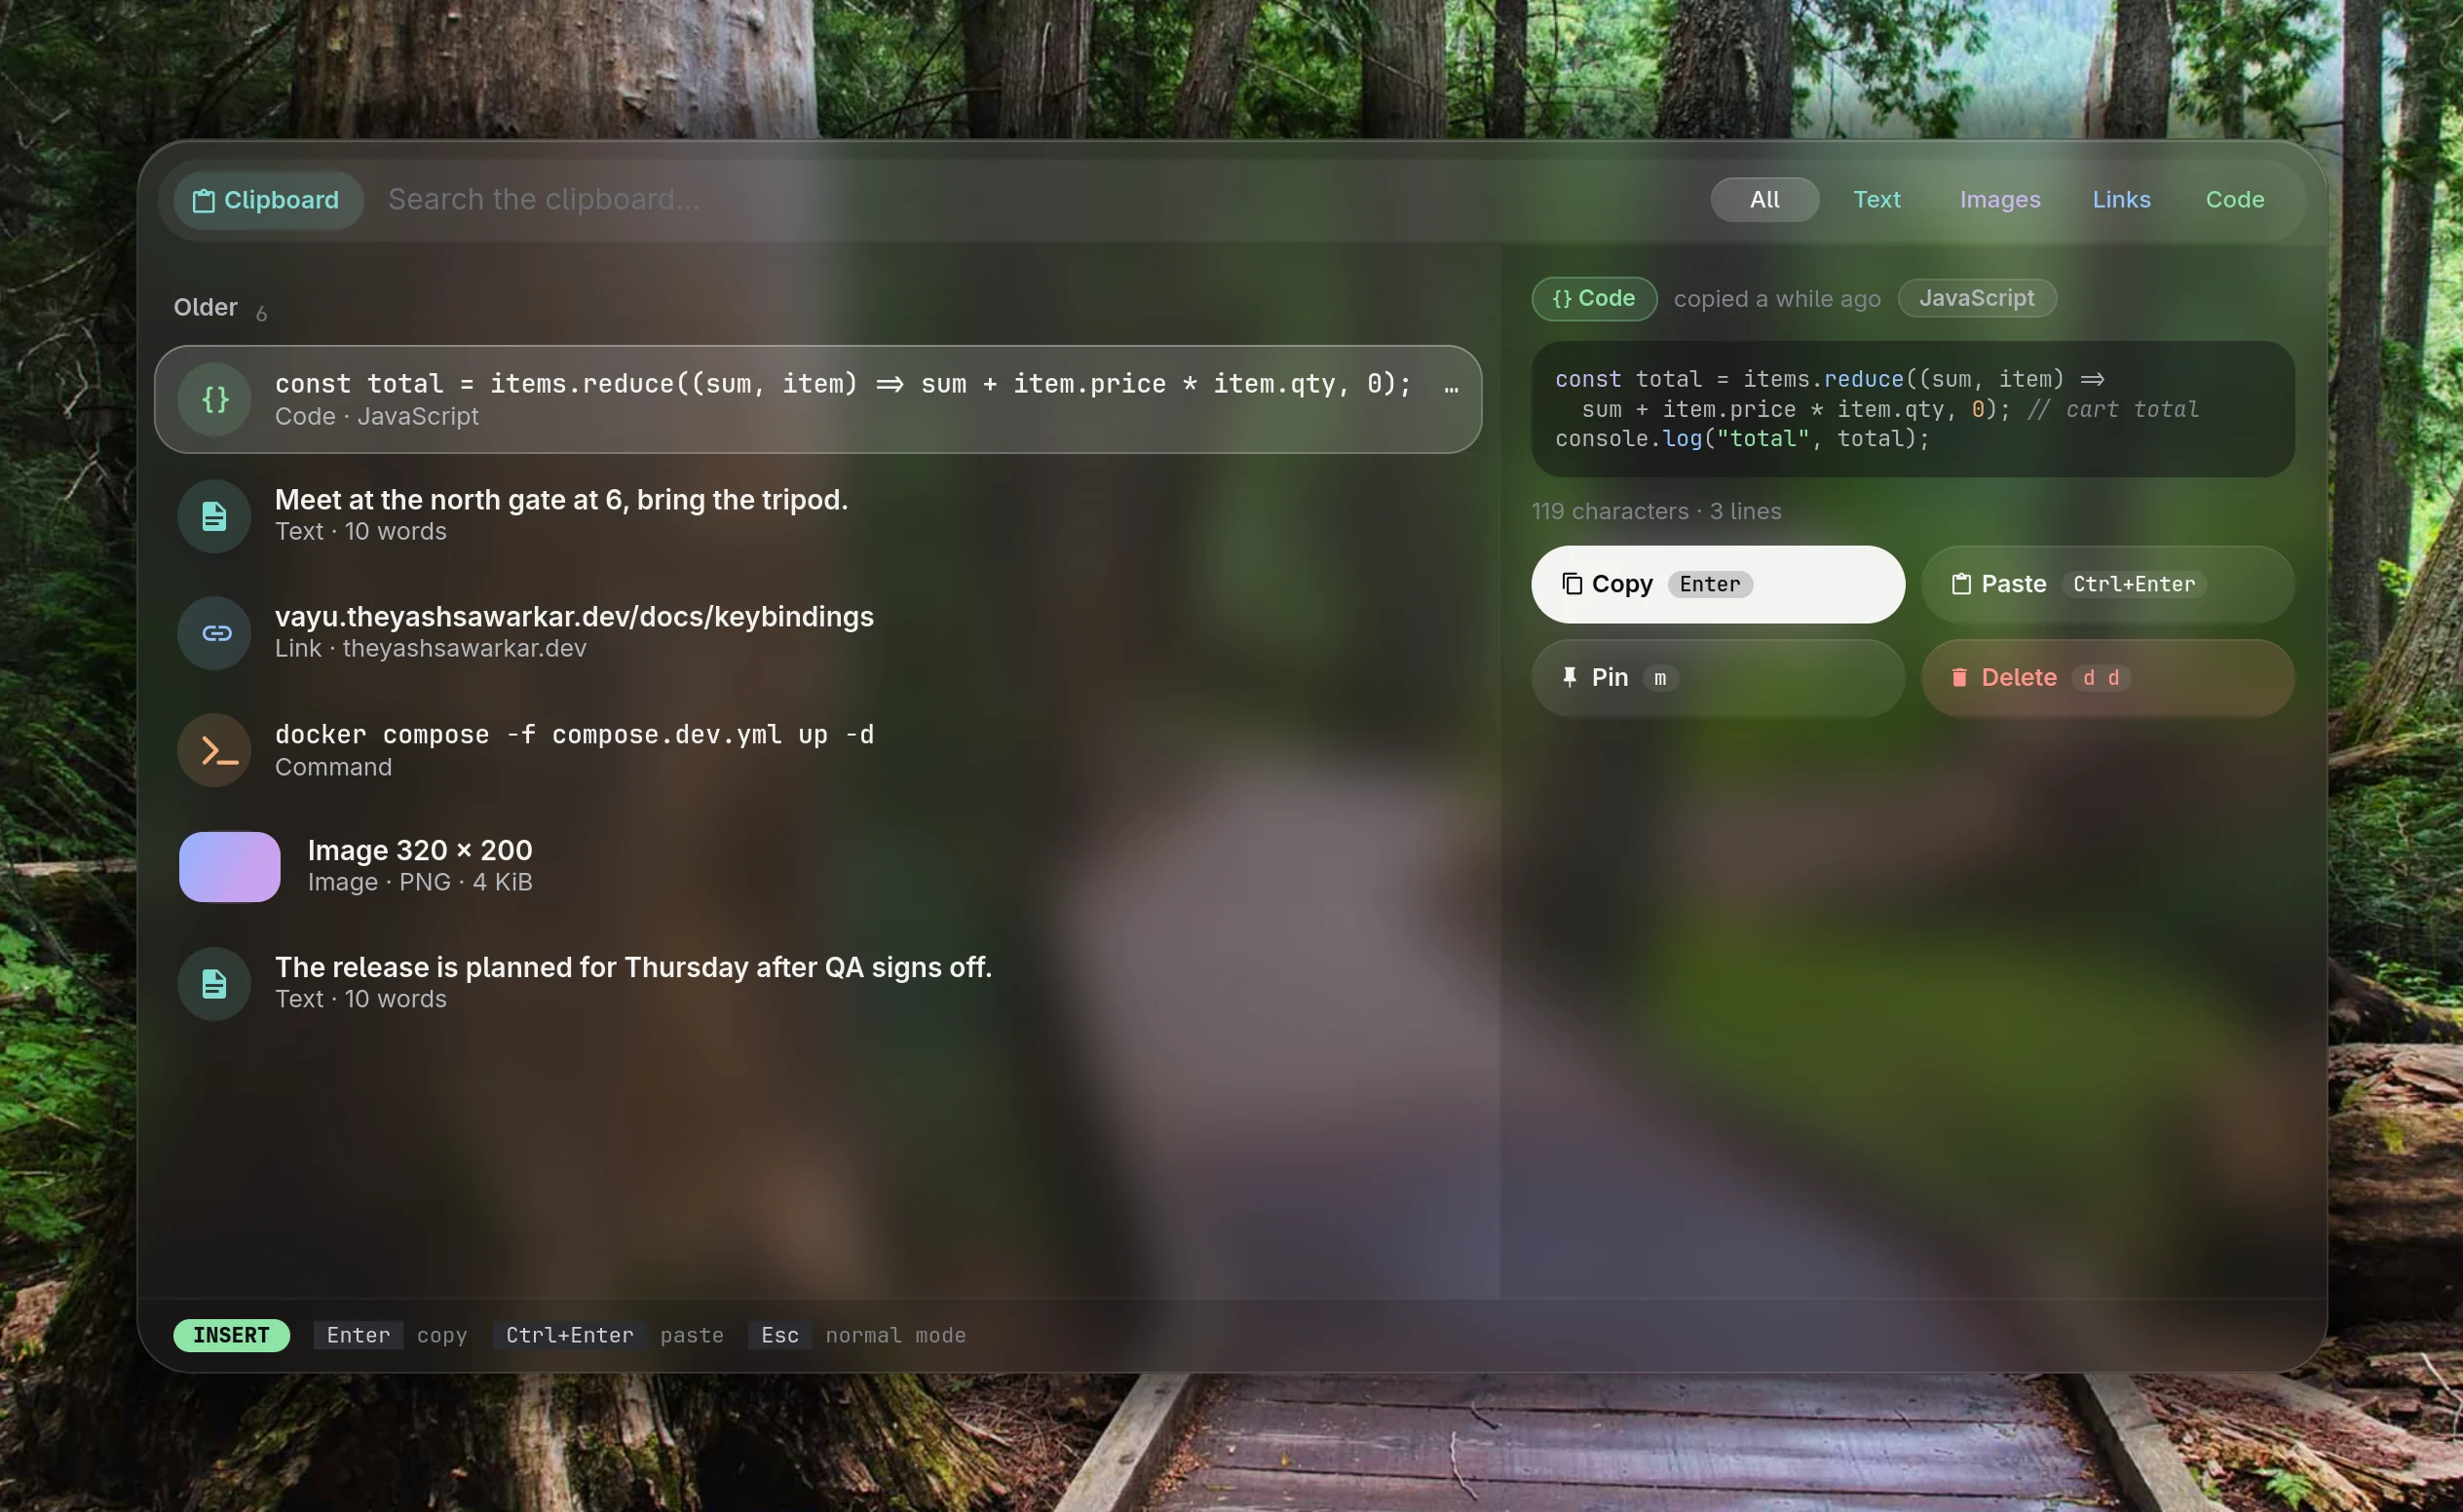 Clipboard Search the clipboard... All Text Images Links Code
Older 6
const total = items.reduce((sum, item) => sum + item.price * item.qty, 0); …
Code · JavaScript
Meet at the north gate at 6, bring the tripod.
Text · 10 words
vayu.theyashsawarkar.dev/docs/keybindings
Link · theyashsawarkar.dev
docker compose -f compose.dev.yml up -d
Command
Image 320 × 200
Image · PNG · 4 KiB
The release is planned for Thursday after QA signs off.
Text · 10 words
{} Code copied a while ago JavaScript
const total = items.reduce((sum, item) =>
  sum + item.price * item.qty, 0); // cart total
console.log("total", total);
119 characters · 3 lines
Copy Enter Paste Ctrl+Enter
Pin m Delete d d
INSERT Enter copy Ctrl+Enter paste Esc normal mode